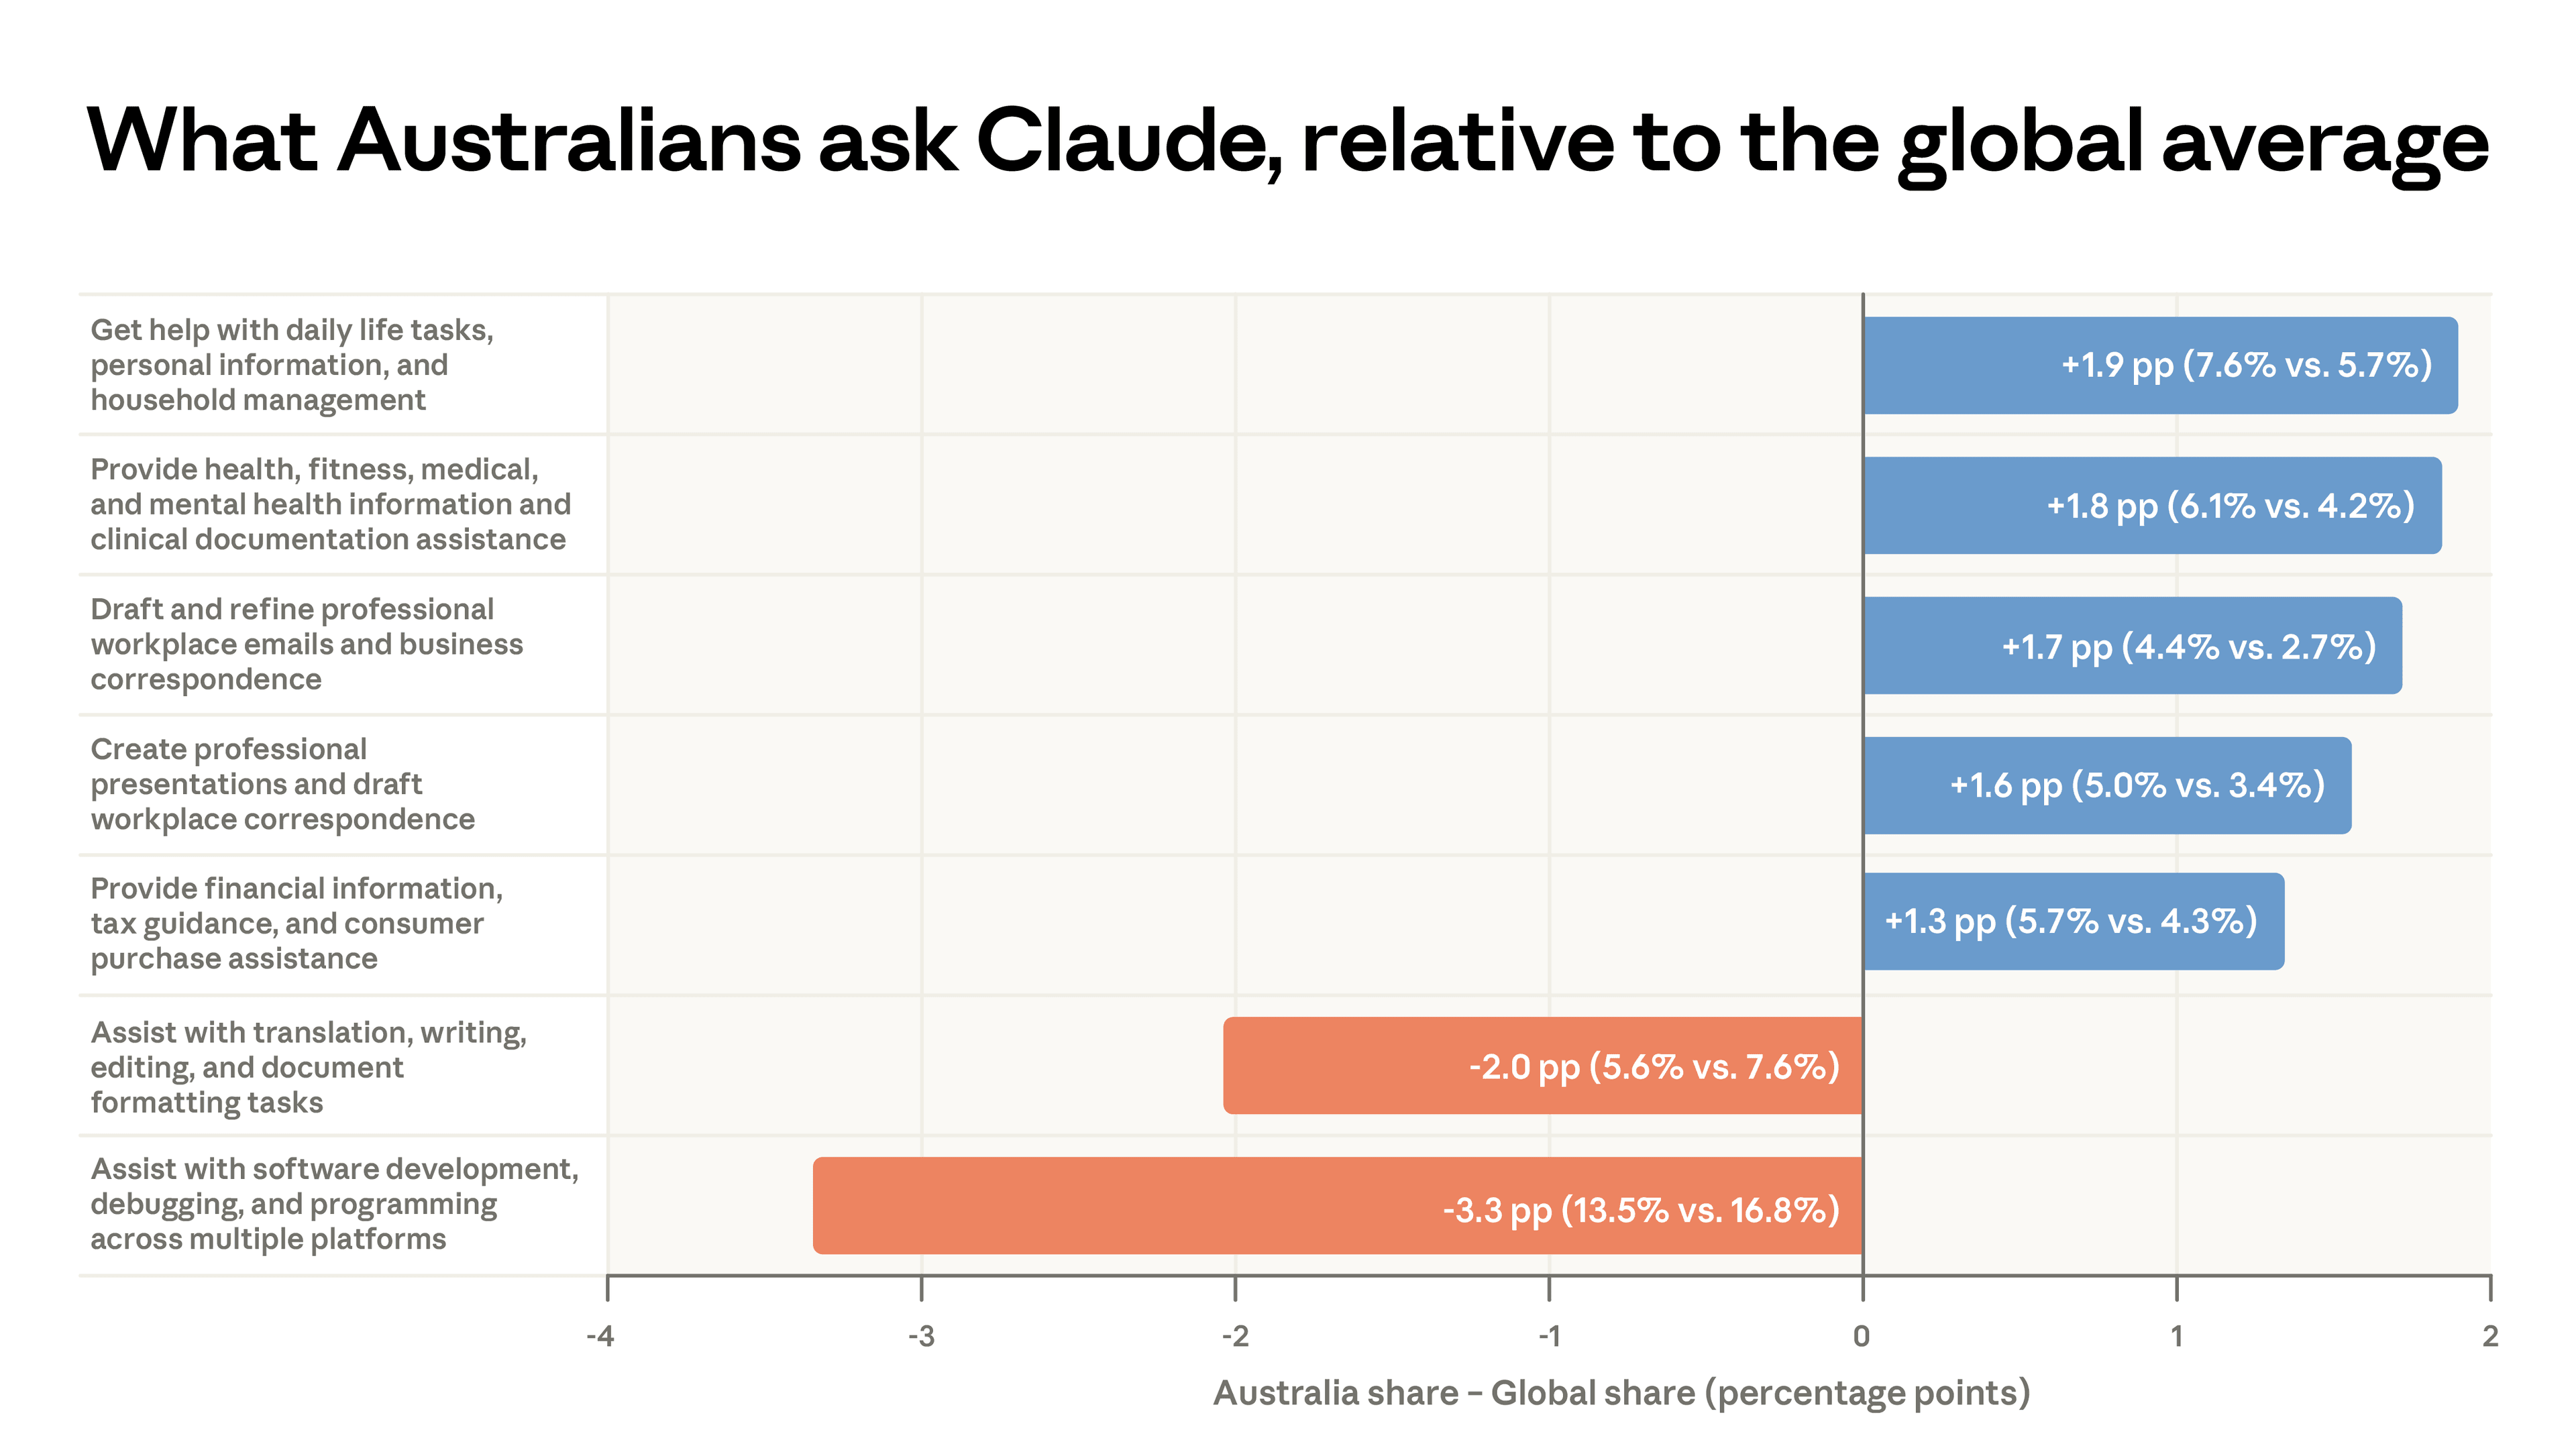 What Australians ask Claude, relative to the global average
Get help with daily life tasks,
personal information, and
household management
+1.9 pp (7.6% vs. 5.7%)
Provide health, fitness, medical,
and mental health information and
clinical documentation assistance
+1.8 pp (6.1% vs. 4.2%)
Draft and refine professional
workplace emails and business
correspondence
+1.7 pp (4.4% vs. 2.7%)
Create professional
presentations and draft
workplace correspondence
+1.6 pp (5.0% vs. 3.4%)
Provide financial information,
tax guidance, and consumer
purchase assistance
+1.3 pp (5.7% vs. 4.3%)
Assist with translation, writing,
editing, and document
formatting tasks
-2.0 pp (5.6% vs. 7.6%)
Assist with software development,
debugging, and programming
across multiple platforms
-3.3 pp (13.5% vs. 16.8%)
-4 -3 -2 -1 0 1 2
Australia share – Global share (percentage points)